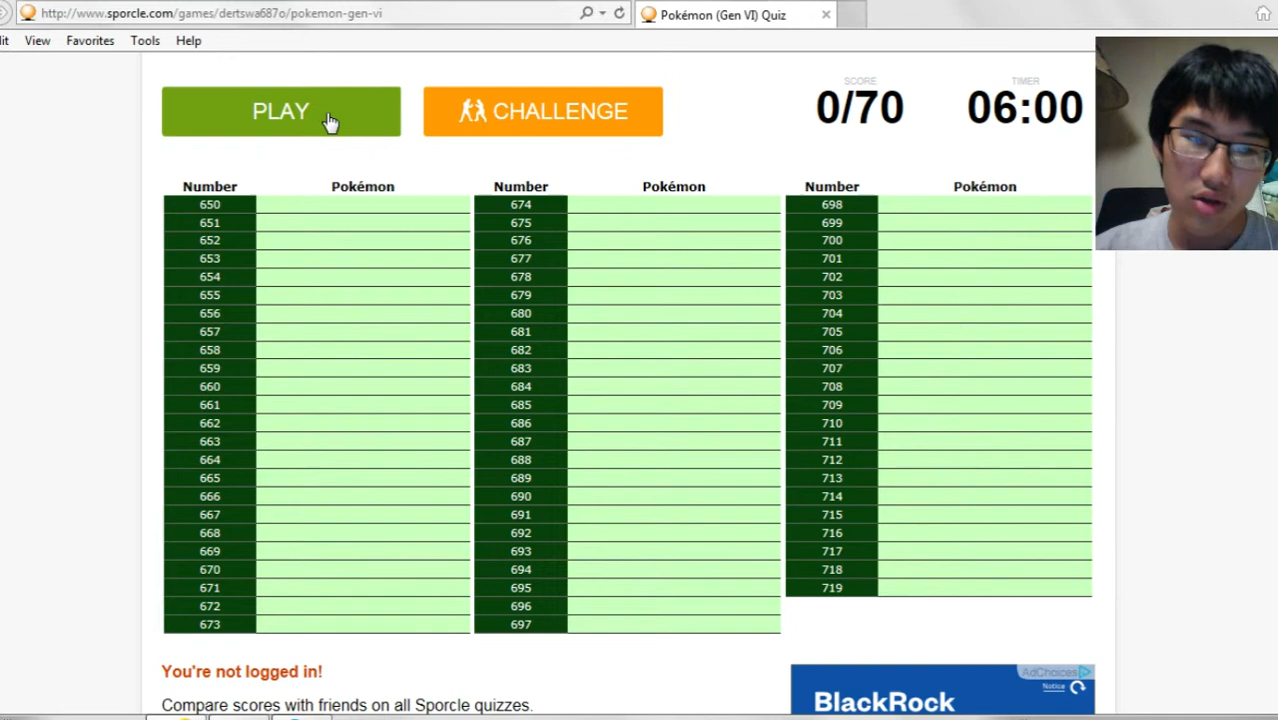 http://www.sporcle.com/games/dertswa687o/pokemon-gen-vi
Pokémon (Gen VI) Quiz
it View Favorites Tools Help
PLAY
CHALLENGE
SCORE
0/70
TIMER
06:00
Number Pokémon Number Pokémon Number Pokémon
650 674 698
651 675 699
652 676 700
653 677 701
654 678 702
655 679 703
656 680 704
657 681 705
658 682 706
659 683 707
660 684 708
661 685 709
662 686 710
663 687 711
664 688 712
665 689 713
666 690 714
667 691 715
668 692 716
669 693 717
670 694 718
671 695 719
672 696
673 697
You're not logged in!
Compare scores with friends on all Sporcle quizzes.
AdChoices
Notice
BlackRock